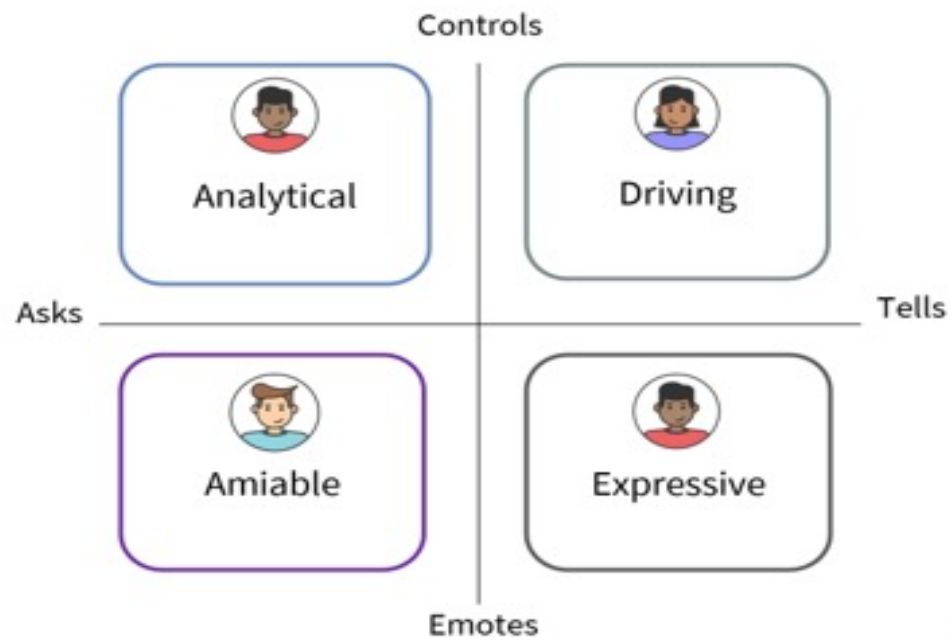 Controls
Analytical
Driving
Asks
Tells
Amiable
Expressive
Emotes